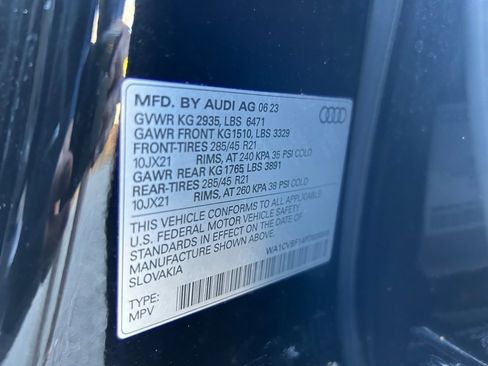 MFD. BY AUDI AG 06 23
GVWR KG 2935, LBS 6471
GAWR FRONT KG1510, LBS 3329
FRONT-TIRES 285/45 R21
10JX21 RIMS, AT 240 KPA 35 PSI COLD
GAWR REAR KG 1765 LBS 3891
REAR-TIRES 285/45 R21
10JX21 RIMS, AT 260 KPA 38 PSI COLD
THIS VEHICLE CONFORMS TO ALL APPLICABLE
U.S. FEDERAL MOTOR VEHICLE SAFETY
STANDARDS IN EFFECT ON THE DATE OF
MANUFACTURE SHOWN ABOVE.
SLOVAKIA
TYPE:
MPV